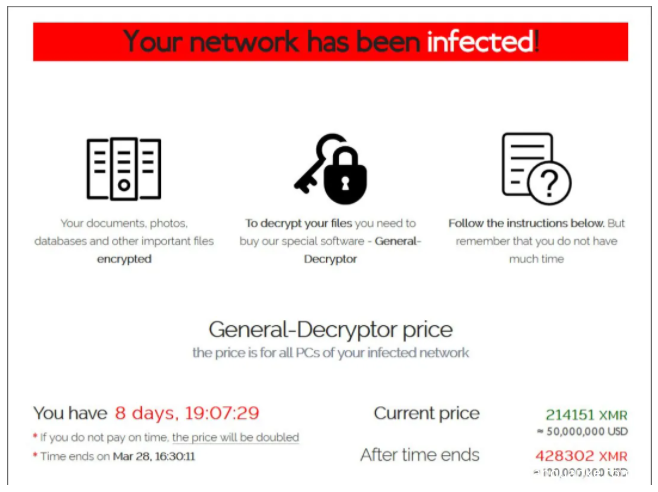 Your network has been infected!
Your documents, photos,
databases and other important files
encrypted
To decrypt your files you need to
buy our special software - General-
Decryptor
Follow the instructions below. But
remember that you do not have
much time
General-Decryptor price
the price is for all PCs of your infected network
You have 8 days, 19:07:29
* If you do not pay on time, the price will be doubled
* Time ends on Mar 28, 16:30:11
Current price
214151 XMR
≈ 50,000,000 USD
After time ends
428302 XMR
≈ 100,000,000 USD